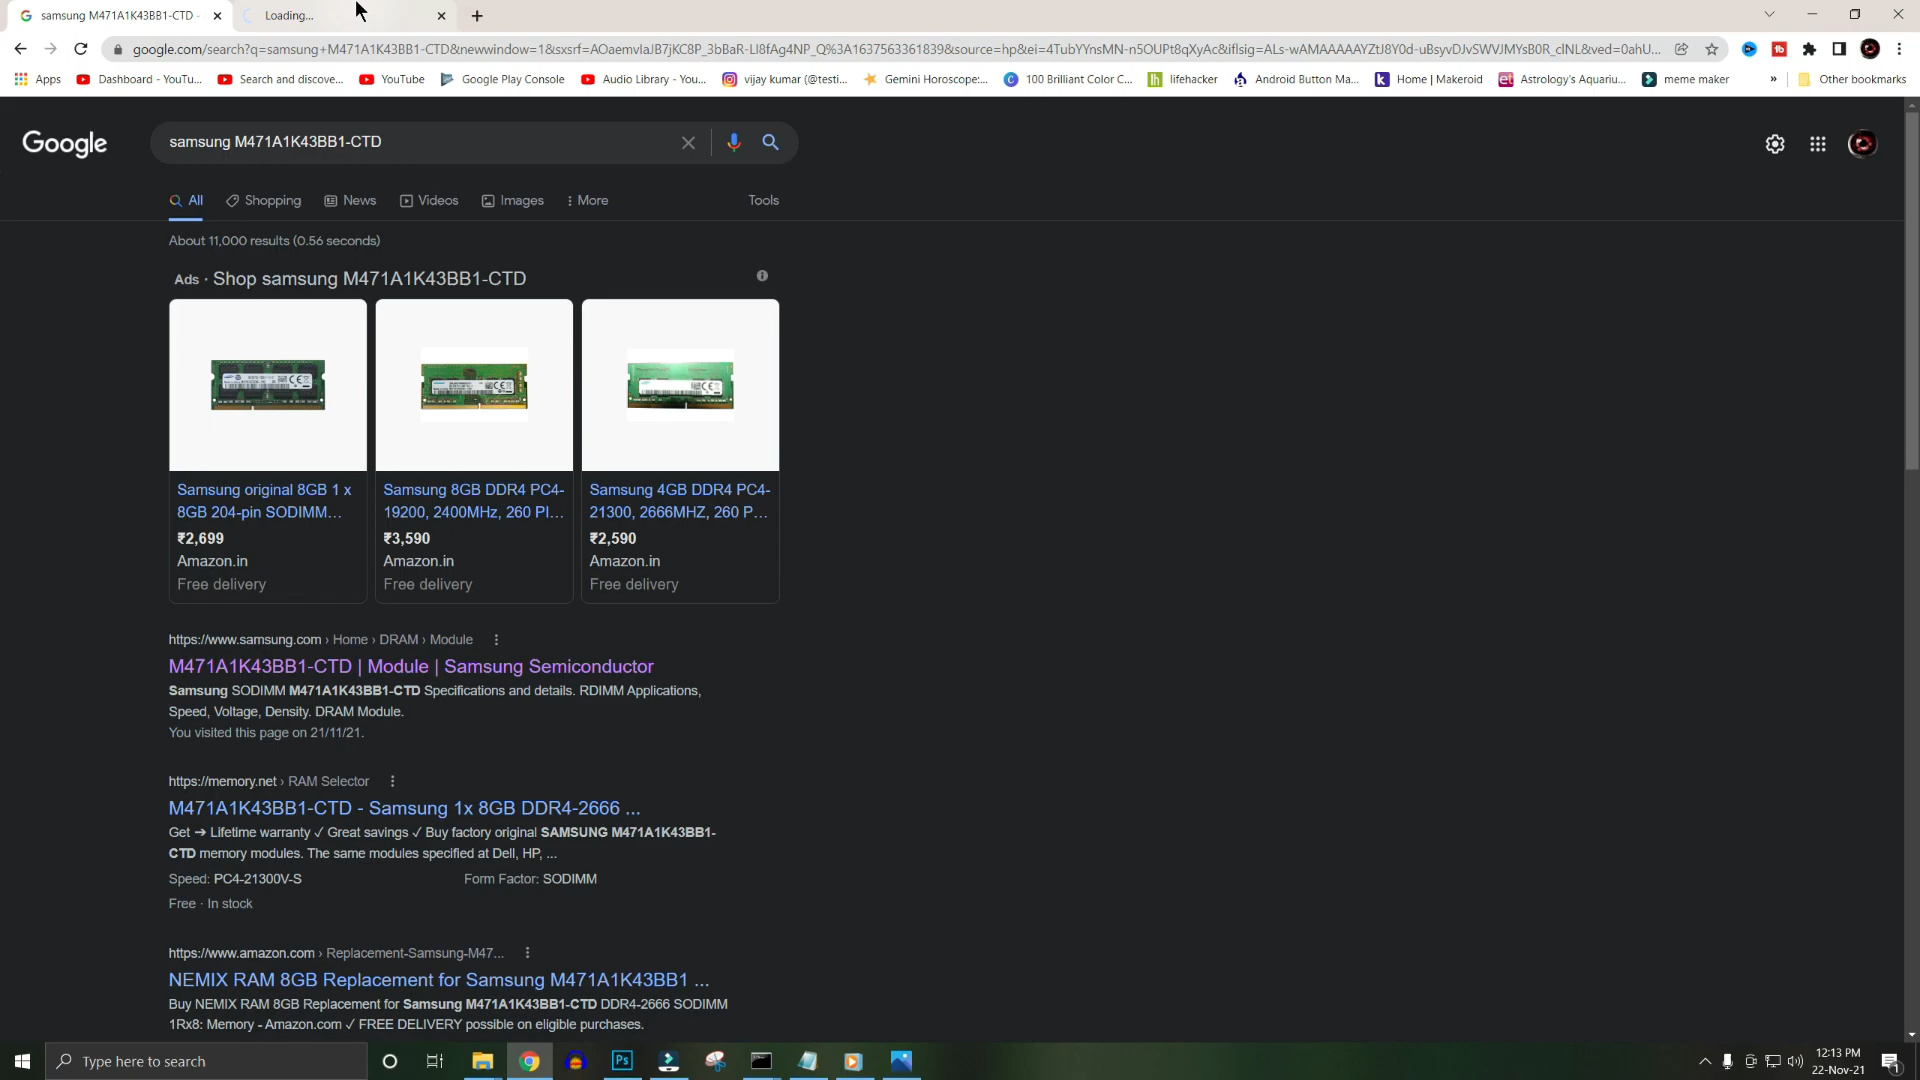 samsung M471A1K43BB1-CTD -
Loading...
google.com/search?q=samsung+M471A1K43BB1-CTD&newwindow=1&sxsrf=AOaemvIaJB7jKC8P_3bBaR-LI8fAg4NP_Q%3A1637563361839&source=hp&ei=4TubYYnsMN-n5OUPt8qXyAc&iflsig=ALs-wAMAAAAAYZtJ8Y0d-uBsyvDJvSWVJMYsB0R_clNL&ved=0ahU...
Apps
Dashboard - YouTu...
Search and discove...
YouTube
Google Play Console
Audio Library - You...
vijay kumar (@testi...
Gemini Horoscope:...
100 Brilliant Color C...
lifehacker
Android Button Ma...
Home | Makeroid
Astrology's Aquariu...
meme maker
»
Other bookmarks
Google
samsung M471A1K43BB1-CTD
All
Shopping
News
Videos
Images
More
Tools
About 11,000 results (0.56 seconds)
Ads · Shop samsung M471A1K43BB1-CTD
Samsung original 8GB 1 x
8GB 204-pin SODIMM...
₹2,699
Amazon.in
Free delivery
Samsung 8GB DDR4 PC4-
19200, 2400MHz, 260 PI...
₹3,590
Amazon.in
Free delivery
Samsung 4GB DDR4 PC4-
21300, 2666MHZ, 260 P...
₹2,590
Amazon.in
Free delivery
https://www.samsung.com › Home › DRAM › Module
M471A1K43BB1-CTD | Module | Samsung Semiconductor
Samsung SODIMM M471A1K43BB1-CTD Specifications and details. RDIMM Applications,
Speed, Voltage, Density. DRAM Module.
You visited this page on 21/11/21.
https://memory.net › RAM Selector
M471A1K43BB1-CTD - Samsung 1x 8GB DDR4-2666 ...
Get ➔ Lifetime warranty ✓ Great savings ✓ Buy factory original SAMSUNG M471A1K43BB1-
CTD memory modules. The same modules specified at Dell, HP, ...
Speed: PC4-21300V-S
Form Factor: SODIMM
Free · In stock
https://www.amazon.com › Replacement-Samsung-M47...
NEMIX RAM 8GB Replacement for Samsung M471A1K43BB1 ...
Buy NEMIX RAM 8GB Replacement for Samsung M471A1K43BB1-CTD DDR4-2666 SODIMM
1Rx8: Memory - Amazon.com ✓ FREE DELIVERY possible on eligible purchases.
Type here to search
Ps
12:13 PM
22-Nov-21
1